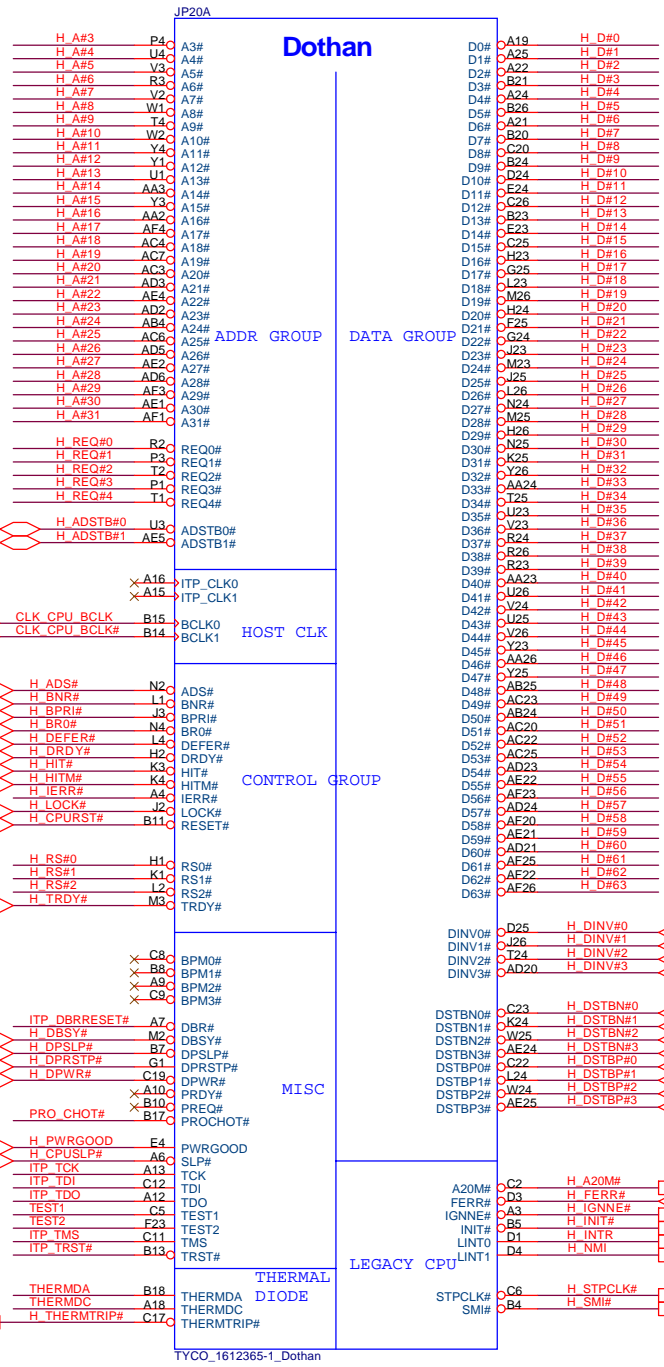 JP20A
Dothan
H_A#3 P4 A3#
H_A#4 U4 A4#
H_A#5 V3 A5#
H_A#6 R3 A6#
H_A#7 V2 A7#
H_A#8 W1 A8#
H_A#9 T4 A9#
H_A#10 W2 A10#
H_A#11 Y4 A11#
H_A#12 Y1 A12#
H_A#13 U1 A13#
H_A#14 AA3 A14#
H_A#15 Y3 A15#
H_A#16 AA2 A16#
H_A#17 AF4 A17#
H_A#18 AC4 A18#
H_A#19 AC7 A19#
H_A#20 AC3 A20#
H_A#21 AD3 A21#
H_A#22 AE4 A22#
H_A#23 AD2 A23#
H_A#24 AB4 A24#
H_A#25 AC6 A25#
H_A#26 AD5 A26#
H_A#27 AE2 A27#
H_A#28 AD6 A28#
H_A#29 AF3 A29#
H_A#30 AE1 A30#
H_A#31 AF1 A31#
ADDR GROUP
H_REQ#0 R2 REQ0#
H_REQ#1 P3 REQ1#
H_REQ#2 T2 REQ2#
H_REQ#3 P1 REQ3#
H_REQ#4 T1 REQ4#
H_ADSTB#0 U3 ADSTB0#
H_ADSTB#1 AE5 ADSTB1#
A16 ITP_CLK0
A15 ITP_CLK1
CLK_CPU_BCLK B15 BCLK0
CLK_CPU_BCLK# B14 BCLK1
HOST CLK
H_ADS# N2 ADS#
H_BNR# L1 BNR#
H_BPRI# J3 BPRI#
H_BR0# N4 BR0#
H_DEFER# L4 DEFER#
H_DRDY# H2 DRDY#
H_HIT# K3 HIT#
H_HITM# K4 HITM#
H_IERR# A4 IERR#
H_LOCK# J2 LOCK#
H_CPURST# B11 RESET#
CONTROL GROUP
H_RS#0 H1 RS0#
H_RS#1 K1 RS1#
H_RS#2 L2 RS2#
H_TRDY# M3 TRDY#
C8 BPM0#
B8 BPM1#
A9 BPM2#
C9 BPM3#
ITP_DBRRESET# A7 DBR#
H_DBSY# M2 DBSY#
H_DPSLP# B7 DPSLP#
H_DPRSTP# G1 DPRSTP#
H_DPWR# C19 DPWR#
A10 PRDY#
B10 PREQ#
PRO_CHOT# B17 PROCHOT#
MISC
H_PWRGOOD E4 PWRGOOD
H_CPUSLP# A6 SLP#
ITP_TCK A13 TCK
ITP_TDI C12 TDI
ITP_TDO A12 TDO
TEST1 C5 TEST1
TEST2 F23 TEST2
ITP_TMS C11 TMS
ITP_TRST# B13 TRST#
THERMAL
DIODE
THERMDA B18 THERMDA
THERMDC A18 THERMDC
H_THERMTRIP# C17 THERMTRIP#
D0# A19 H_D#0
D1# A25 H_D#1
D2# A22 H_D#2
D3# B21 H_D#3
D4# A24 H_D#4
D5# B26 H_D#5
D6# A21 H_D#6
D7# B20 H_D#7
D8# C20 H_D#8
D9# B24 H_D#9
D10# D24 H_D#10
D11# E24 H_D#11
D12# C26 H_D#12
D13# B23 H_D#13
D14# E23 H_D#14
D15# C25 H_D#15
D16# H23 H_D#16
D17# G25 H_D#17
D18# L23 H_D#18
D19# M26 H_D#19
D20# H24 H_D#20
D21# F25 H_D#21
D22# G24 H_D#22
D23# J23 H_D#23
D24# M23 H_D#24
D25# J25 H_D#25
D26# L26 H_D#26
D27# N24 H_D#27
D28# M25 H_D#28
D29# H26 H_D#29
D30# N25 H_D#30
D31# K25 H_D#31
D32# Y26 H_D#32
D33# AA24 H_D#33
D34# T25 H_D#34
D35# U23 H_D#35
D36# V23 H_D#36
D37# R24 H_D#37
D38# R26 H_D#38
D39# R23 H_D#39
D40# AA23 H_D#40
D41# U26 H_D#41
D42# V24 H_D#42
D43# U25 H_D#43
D44# V26 H_D#44
D45# Y23 H_D#45
D46# AA26 H_D#46
D47# Y25 H_D#47
D48# AB25 H_D#48
D49# AC23 H_D#49
D50# AB24 H_D#50
D51# AC20 H_D#51
D52# AC22 H_D#52
D53# AC25 H_D#53
D54# AD23 H_D#54
D55# AE22 H_D#55
D56# AF23 H_D#56
D57# AD24 H_D#57
D58# AF20 H_D#58
D59# AE21 H_D#59
D60# AD21 H_D#60
D61# AF25 H_D#61
D62# AF22 H_D#62
D63# AF26 H_D#63
DATA GROUP
DINV0# D25 H_DINV#0
DINV1# J26 H_DINV#1
DINV2# T24 H_DINV#2
DINV3# AD20 H_DINV#3
DSTBN0# C23 H_DSTBN#0
DSTBN1# K24 H_DSTBN#1
DSTBN2# W25 H_DSTBN#2
DSTBN3# AE24 H_DSTBN#3
DSTBP0# C22 H_DSTBP#0
DSTBP1# L24 H_DSTBP#1
DSTBP2# W24 H_DSTBP#2
DSTBP3# AE25 H_DSTBP#3
A20M# C2 H_A20M#
FERR# D3 H_FERR#
IGNNE# A3 H_IGNNE#
INIT# B5 H_INIT#
LINT0 D1 H_INTR
LINT1 D4 H_NMI
LEGACY CPU
STPCLK# C6 H_STPCLK#
SMI# B4 H_SMI#
TYCO_1612365-1_Dothan